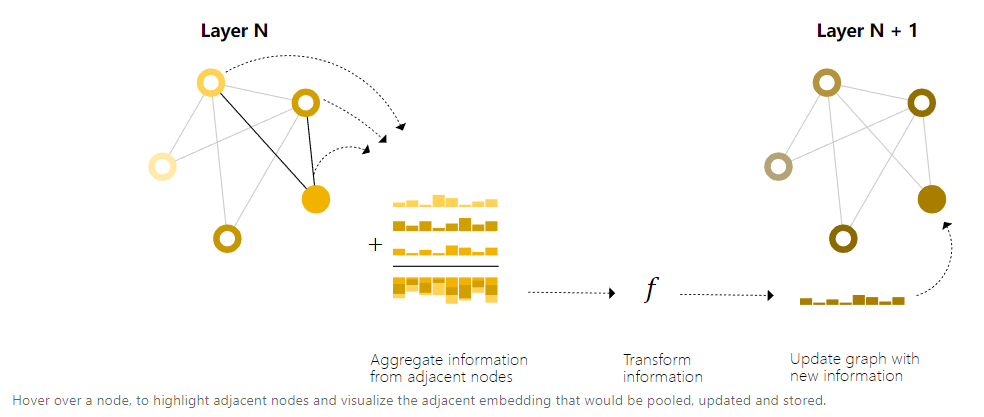 Layer N
Layer N + 1
+
f
Aggregate information
from adjacent nodes
Transform
information
Update graph with
new information
Hover over a node, to highlight adjacent nodes and visualize the adjacent embedding that would be pooled, updated and stored.